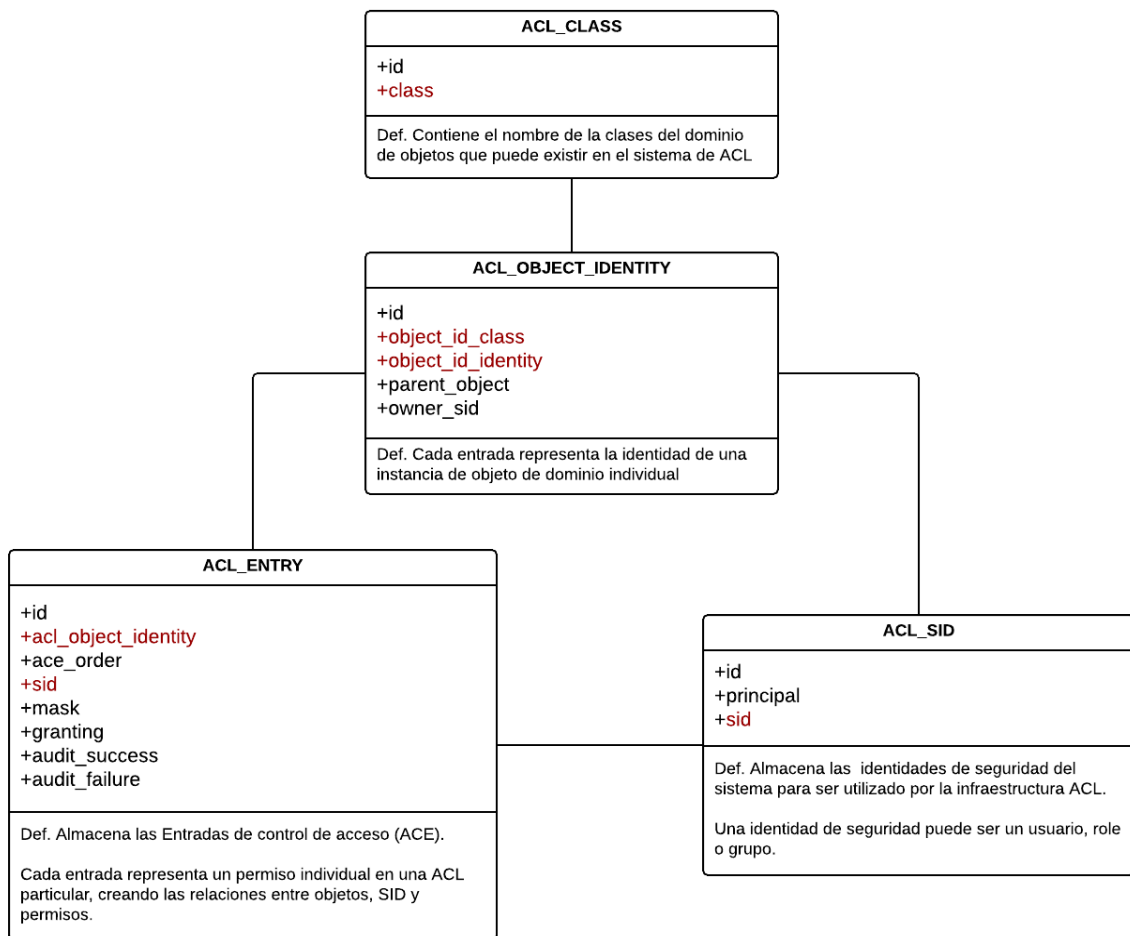 ACL_CLASS
+id
+class
Def. Contiene el nombre de la clases del dominio
de objetos que puede existir en el sistema de ACL
ACL_OBJECT_IDENTITY
+id
+object_id_class
+object_id_identity
+parent_object
+owner_sid
Def. Cada entrada representa la identidad de una
instancia de objeto de dominio individual
ACL_ENTRY
+id
+acl_object_identity
+ace_order
+sid
+mask
+granting
+audit_success
+audit_failure
Def. Almacena las Entradas de control de acceso (ACE).
Cada entrada representa un permiso individual en una ACL
particular, creando las relaciones entre objetos, SID y
permisos.
ACL_SID
+id
+principal
+sid
Def. Almacena las identidades de seguridad del
sistema para ser utilizado por la infraestructura ACL.
Una identidad de seguridad puede ser un usuario, role
o grupo.